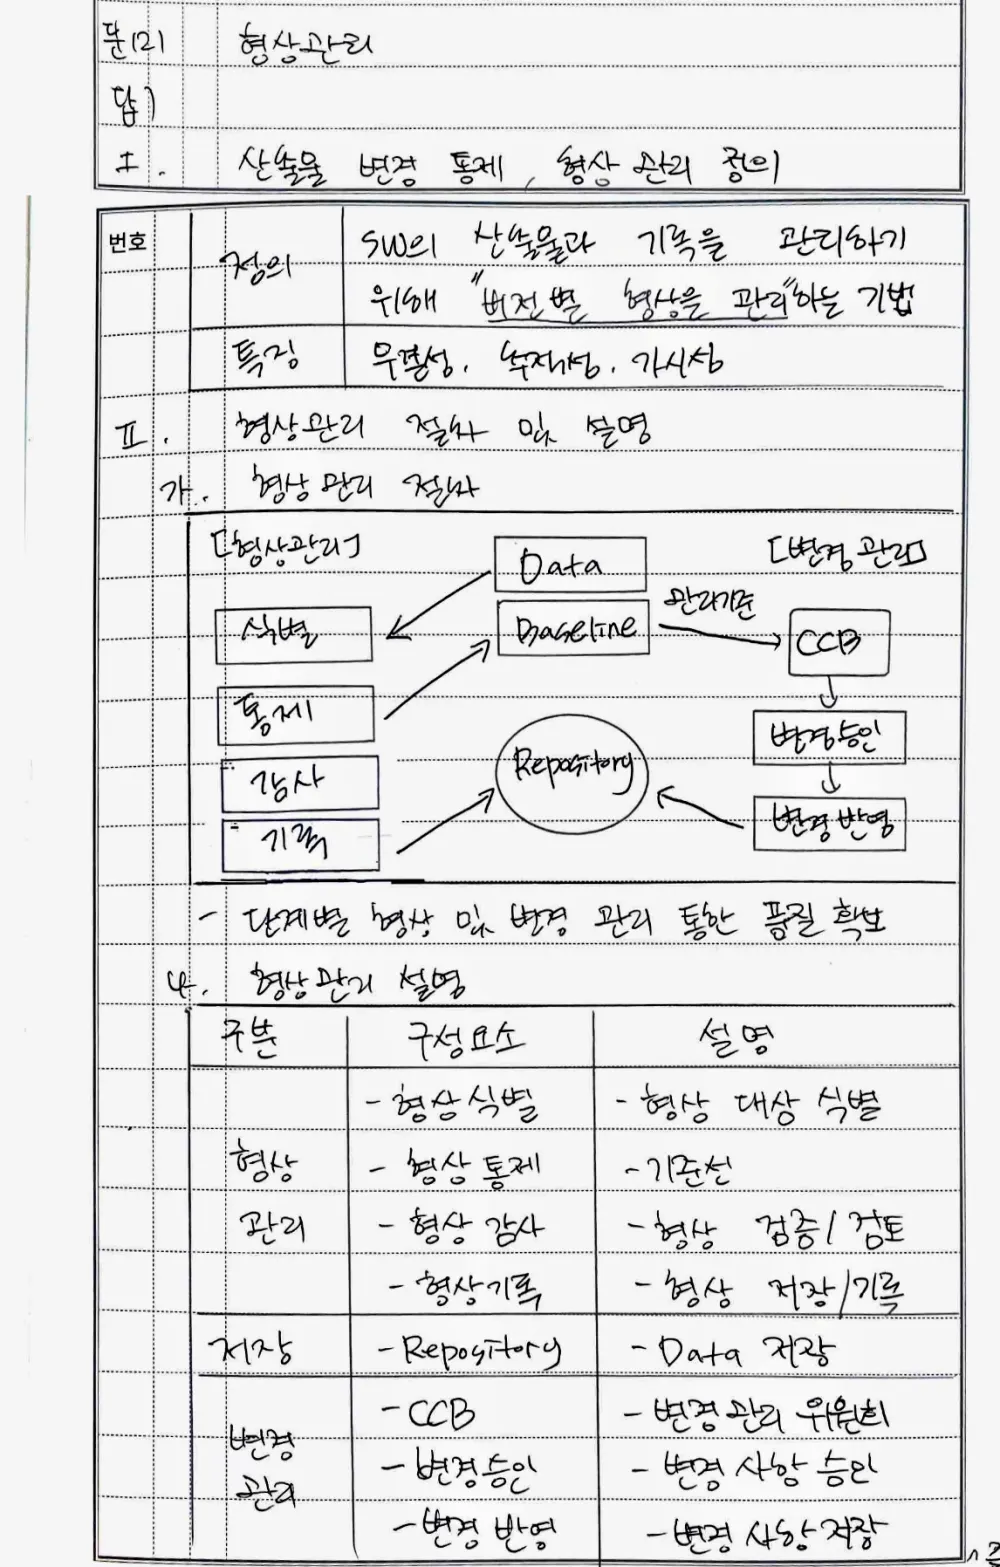 문12) 형상관리
답)
I. 산출물 변경 통제, 형상관리 정의
번호
정의 SW의 산출물과 기록을 관리하기
위해 "버전별 형상을 관리"하는 기법
특징 무결성, 추적성, 가시성
II. 형상관리 절차 및 설명
가. 형상관리 절차
[형상관리] Data [변경관리]
식별 Baseline 관리기준 CCB
통제 변경승인
감사 Repository
기록 변경반영
- 단계별 형상 및 변경 관리 통한 품질 확보
나. 형상관리 설명
구분 구성요소 설명
- 형상식별 - 형상 대상 식별
형상 - 형상 통제 - 기준선
관리 - 형상 감사 - 형상 검증/검토
- 형상기록 - 형상 저장/기록
저장 - Repository - Data 저장
- CCB - 변경관리 위원회
변경 - 변경승인 - 변경사항 승인
관리 - 변경 반영 - 변경사항 저장